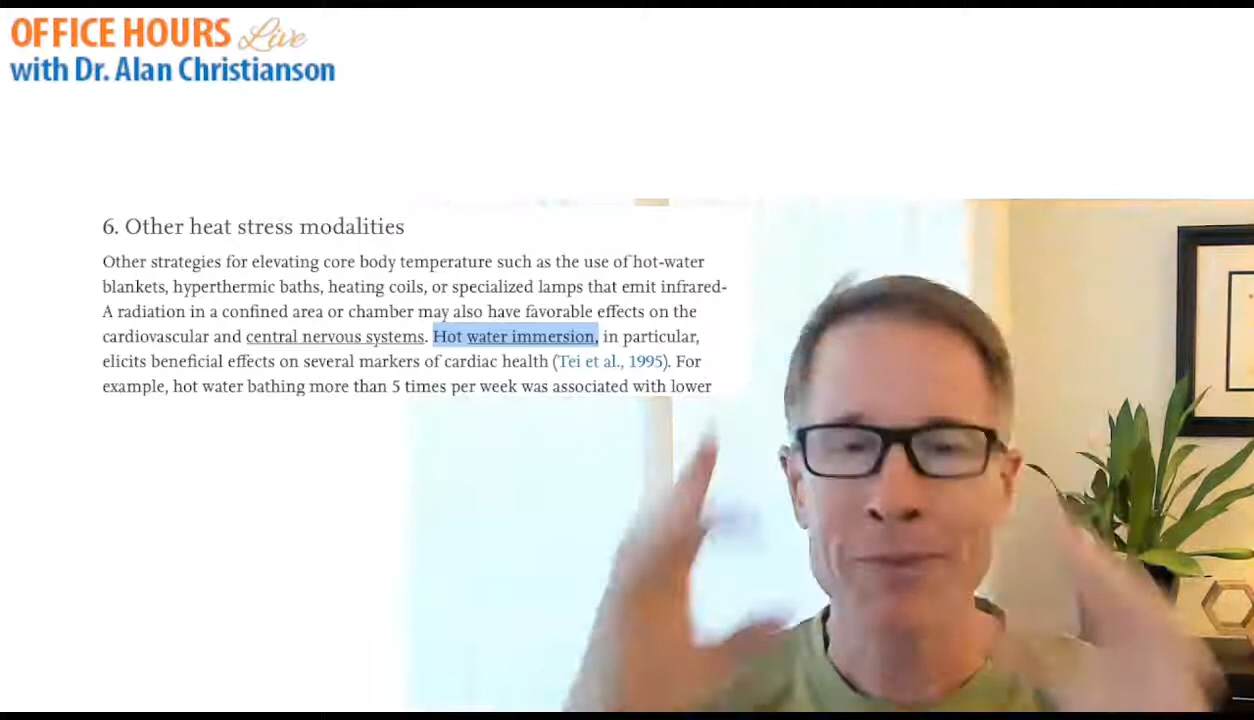 OFFICE HOURS Live
with Dr. Alan Christianson
6. Other heat stress modalities
Other strategies for elevating core body temperature such as the use of hot-water
blankets, hyperthermic baths, heating coils, or specialized lamps that emit infrared-
A radiation in a confined area or chamber may also have favorable effects on the
cardiovascular and central nervous systems. Hot water immersion, in particular,
elicits beneficial effects on several markers of cardiac health (Tei et al., 1995). For
example, hot water bathing more than 5 times per week was associated with lower